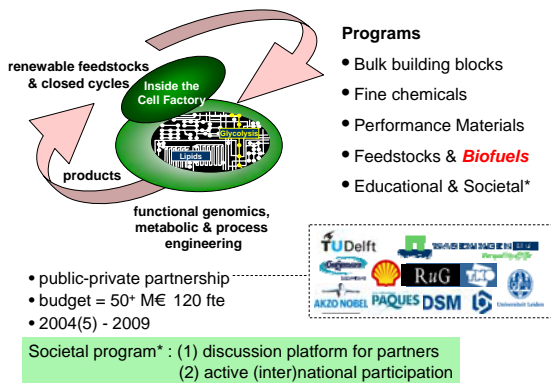 Programs
renewable feedstocks
& closed cycles
Inside the
Cell Factory
Glycolysis
Lipids
products
functional genomics,
metabolic & process
engineering
• Bulk building blocks
• Fine chemicals
• Performance Materials
• Feedstocks & Biofuels
• Educational & Societal*
TUDelft
WAGENINGEN UR
RuG
TNO
AKZO NOBEL
PAQUES
DSM
Universiteit Leiden
• public-private partnership
• budget = 50⁺ M€ 120 fte
• 2004(5) - 2009
Societal program* : (1) discussion platform for partners
(2) active (inter)national participation